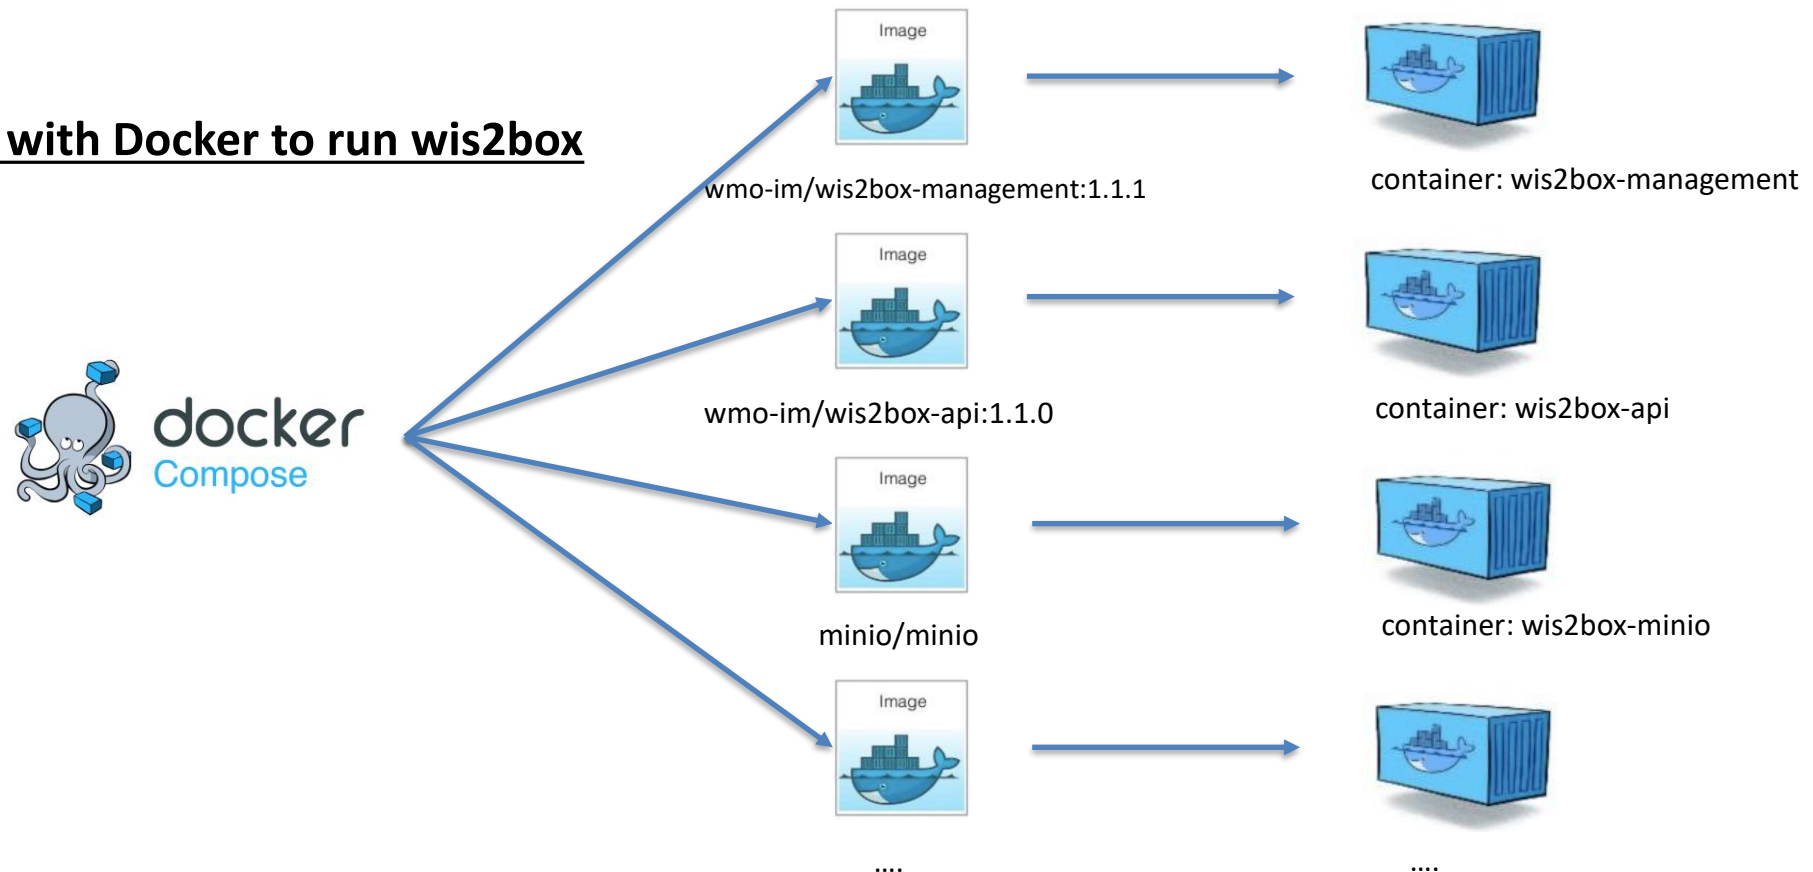 with Docker to run wis2box
docker
Compose
Image
wmo-im/wis2box-management:1.1.1
container: wis2box-management
Image
wmo-im/wis2box-api:1.1.0
container: wis2box-api
Image
minio/minio
container: wis2box-minio
Image
....
....